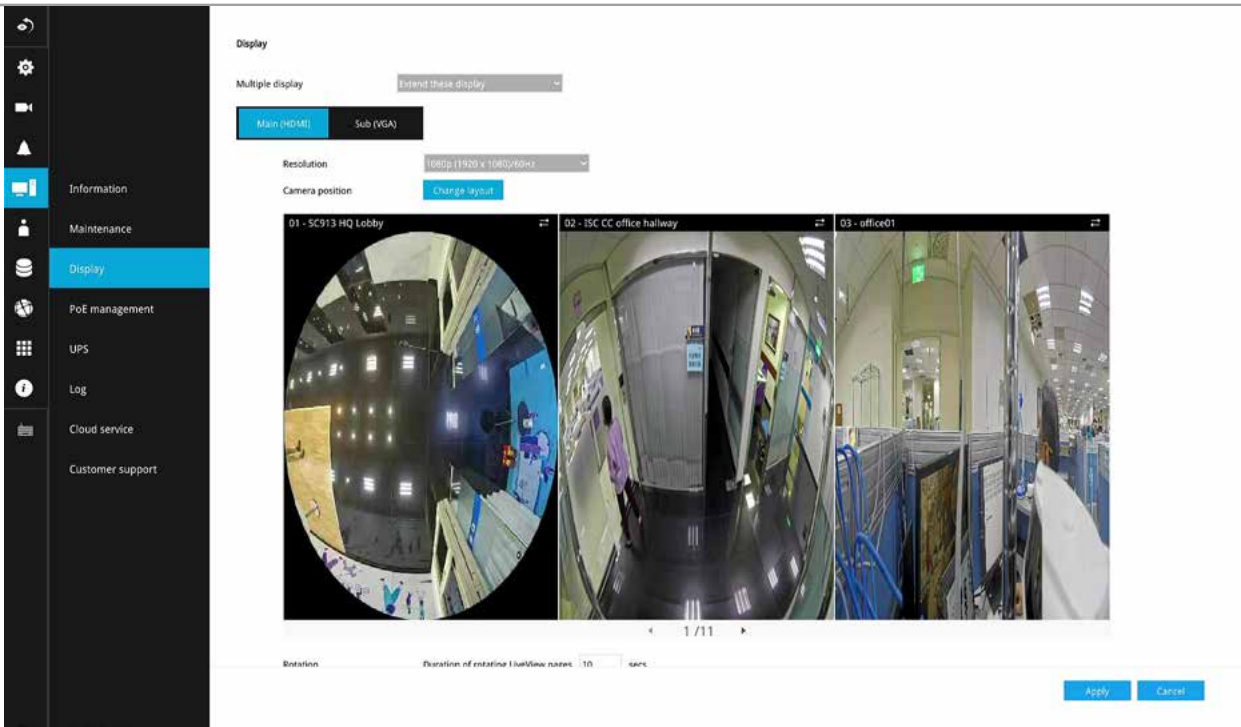 Display
Multiple display
Extend these display
Main (HDMI)
Sub (VGA)
Resolution
1080p (1920 x 1080)/60Hz
Camera position
Change layout
Information
Maintenance
Display
PoE management
UPS
Log
Cloud service
Customer support
01 - SC913 HQ Lobby
02 - ISC CC office hallway
03 - office01
1 /11
Rotation
Duration of rotating LiveView pages
10
secs
Apply
Cancel